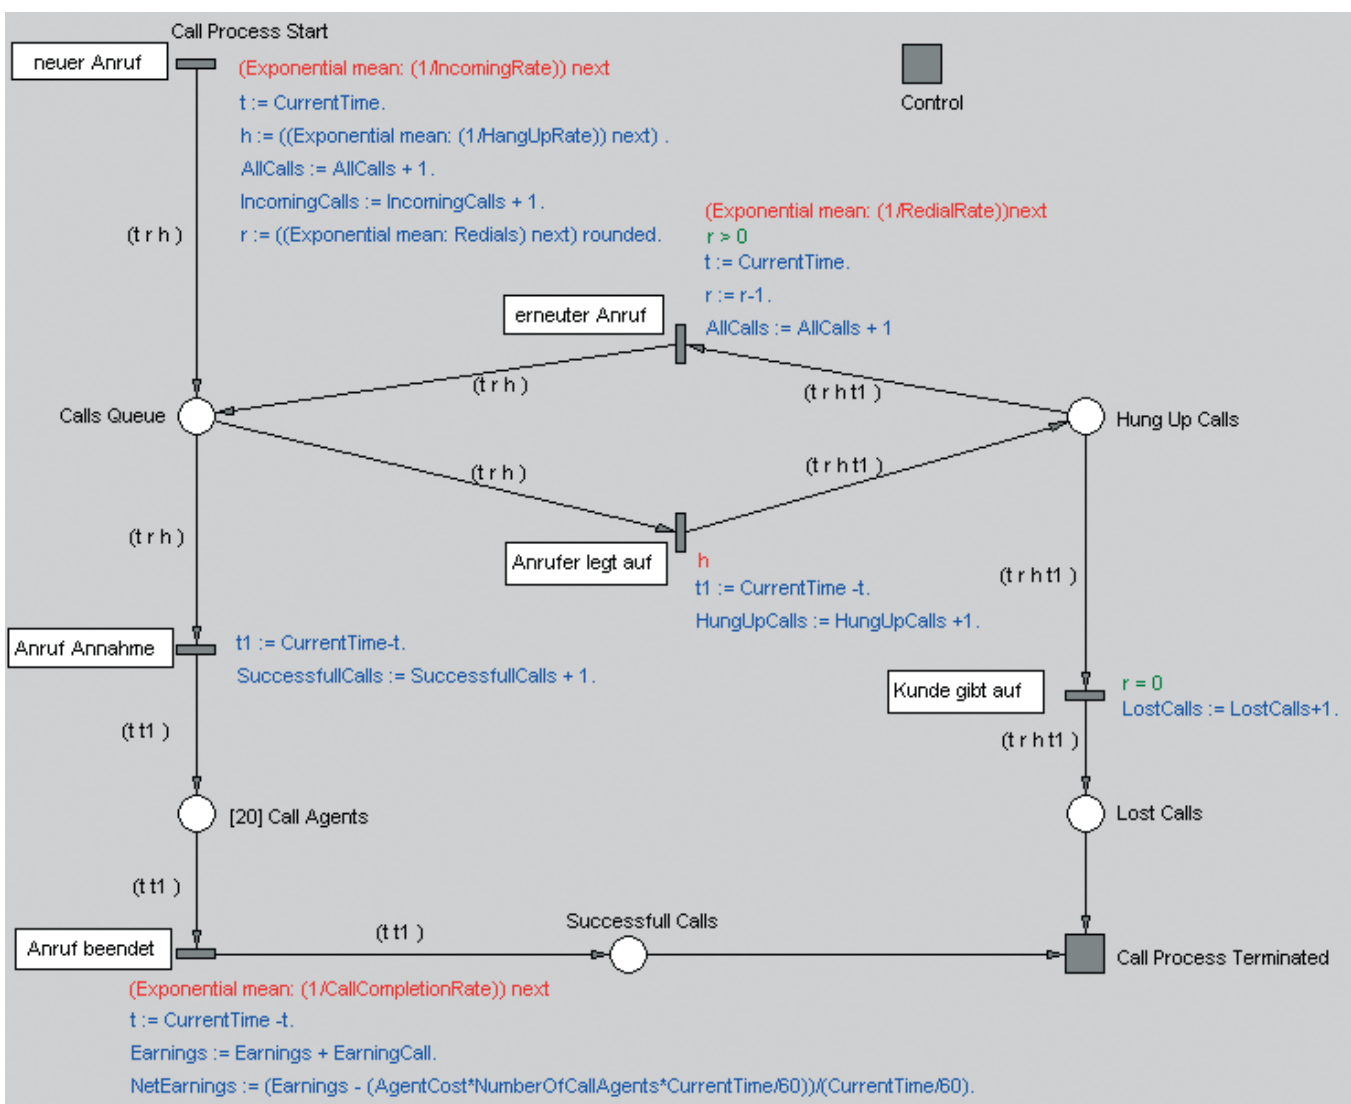 Call Process Start
neuer Anruf
(Exponential mean: (1/IncomingRate)) next
t := CurrentTime.
h := ((Exponential mean: (1/HangUpRate)) next) .
AllCalls := AllCalls + 1.
IncomingCalls := IncomingCalls + 1.
r := ((Exponential mean: Redials) next) rounded.
Control
(t r h )
(Exponential mean: (1/RedialRate))next
r > 0
t := CurrentTime.
r := r-1.
AllCalls := AllCalls + 1
erneuter Anruf
(t r h )
(t r h t1 )
Calls Queue
Hung Up Calls
(t r h )
(t r h t1 )
(t r h )
Anrufer legt auf
h
t1 := CurrentTime -t.
HungUpCalls := HungUpCalls +1.
(t r h t1 )
Anruf Annahme
t1 := CurrentTime-t.
SuccessfullCalls := SuccessfullCalls + 1.
Kunde gibt auf
r = 0
LostCalls := LostCalls+1.
(t t1 )
(t r h t1 )
[20] Call Agents
Lost Calls
(t t1 )
Anruf beendet
(t t1 )
Successfull Calls
Call Process Terminated
(Exponential mean: (1/CallCompletionRate)) next
t := CurrentTime -t.
Earnings := Earnings + EarningCall.
NetEarnings := (Earnings - (AgentCost*NumberOfCallAgents*CurrentTime/60))/(CurrentTime/60).